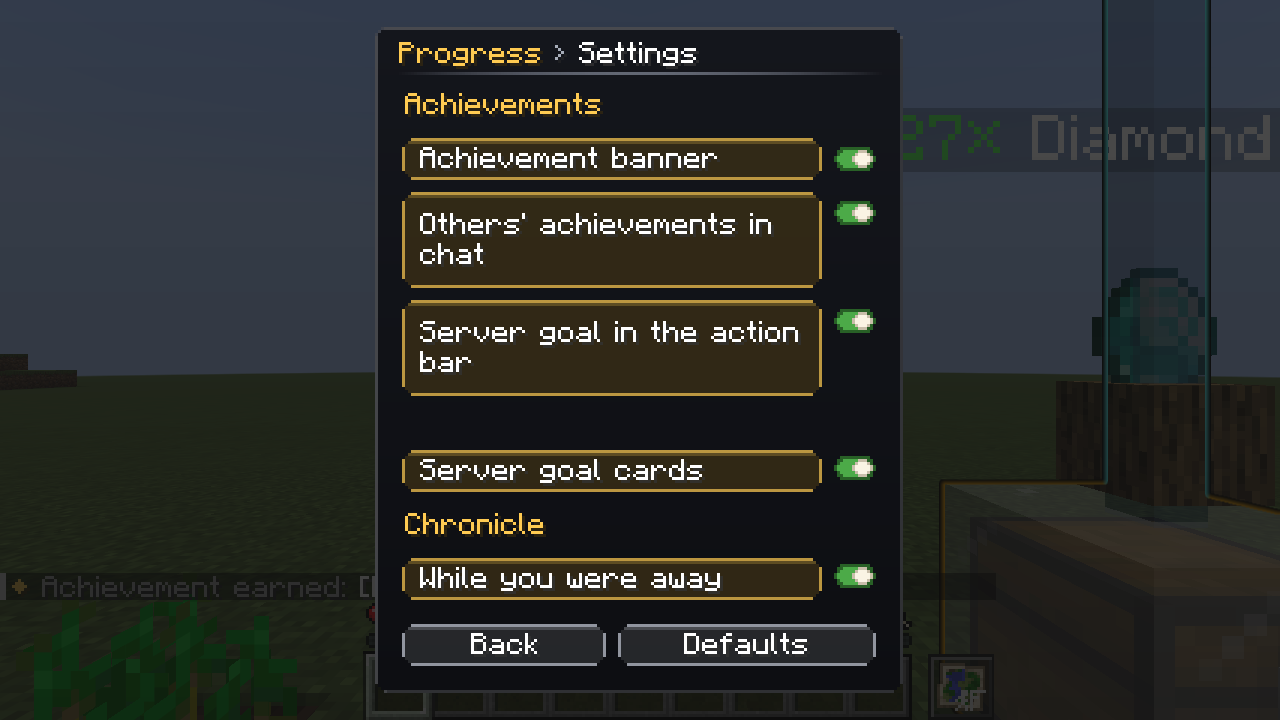 Progress > Settings
Achievements
27x Diamond
Achievement banner
Others' achievements in
chat
Server goal in the action
bar
Server goal cards
Chronicle
While you were away
Achievement earned: [
Back
Defaults